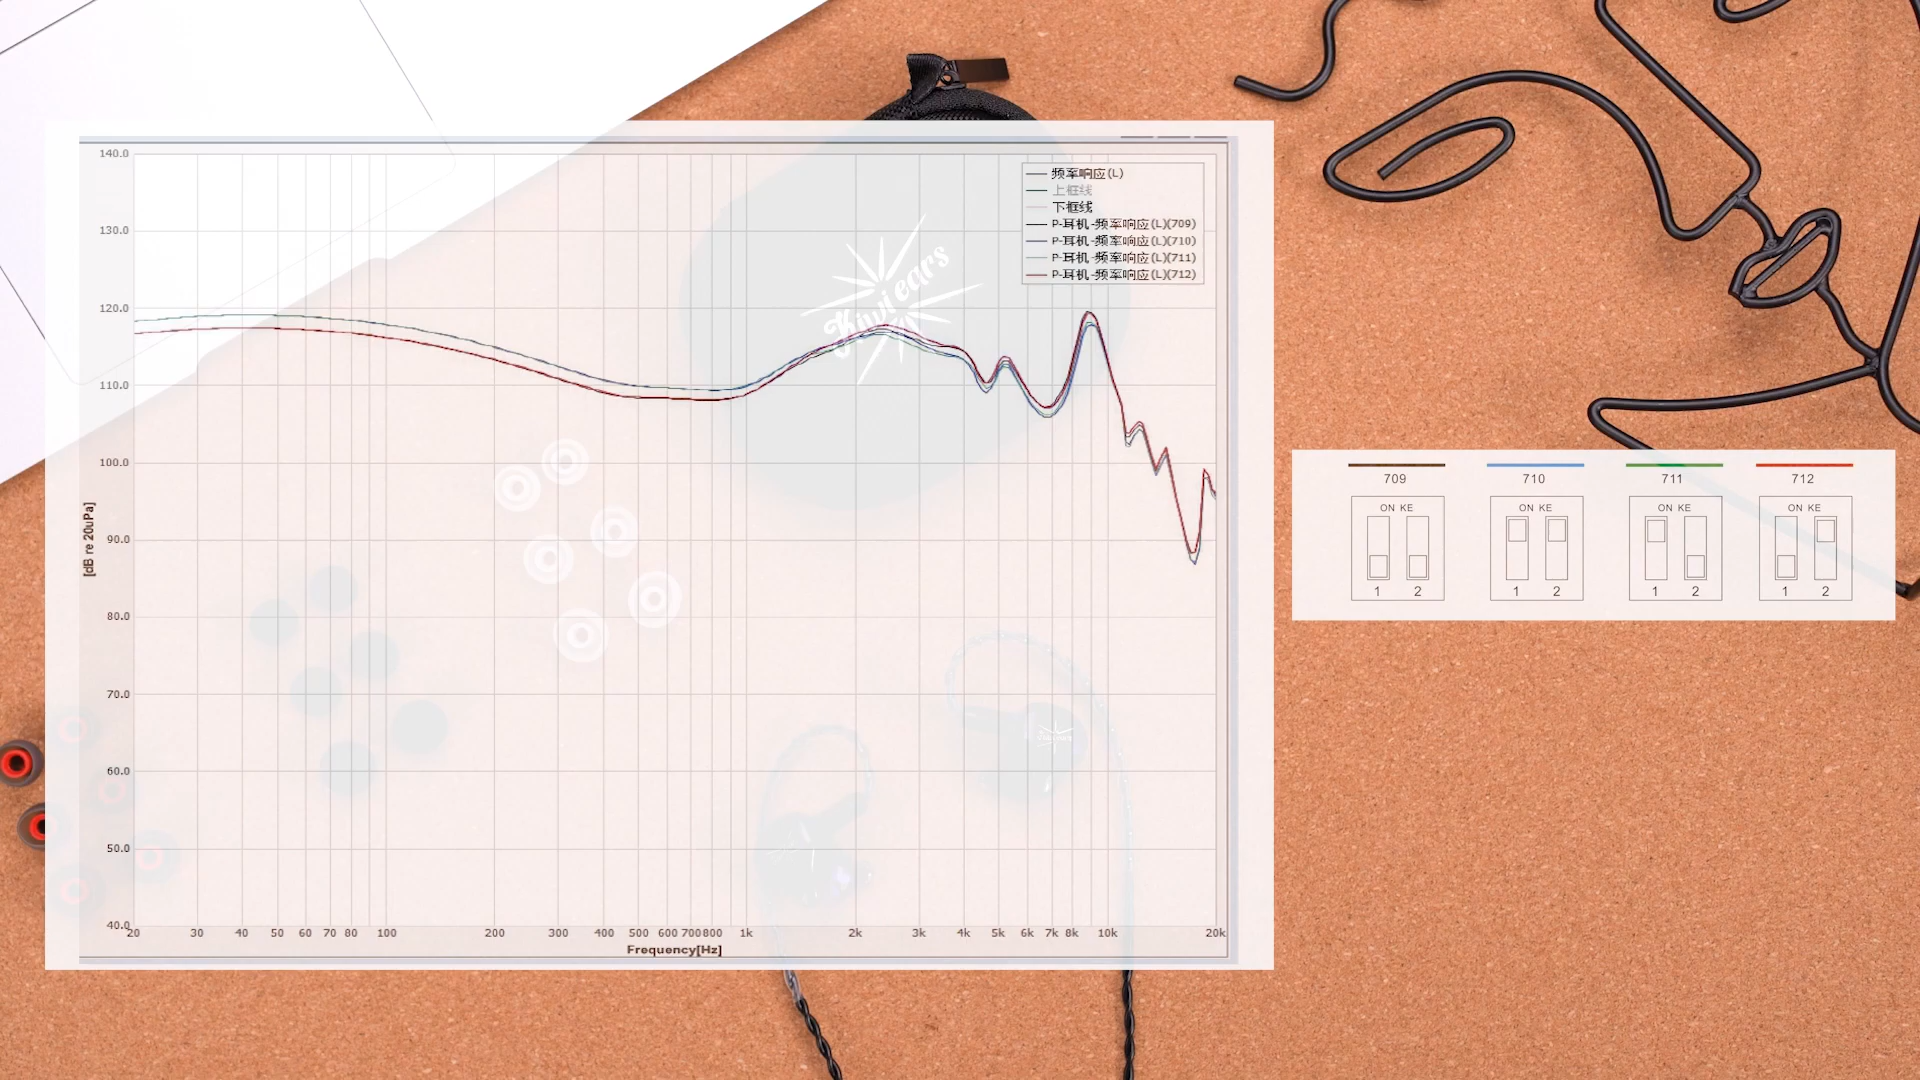 140.0
130.0
120.0
110.0
100.0
90.0
80.0
70.0
60.0
50.0
40.0
[dB re 20uPa]
频率响应(L)
上框线
下框线
P-耳机-频率响应(L)(709)
P-耳机-频率响应(L)(710)
P-耳机-频率响应(L)(711)
P-耳机-频率响应(L)(712)
Kiwi ears
20 30 40 50 60 70 80 100 200 300 400 500 600 700 800 1k 2k 3k 4k 5k 6k 7k 8k 10k 20k
Frequency[Hz]
709 710 711 712
ON KE ON KE ON KE ON KE
1 2 1 2 1 2 1 2